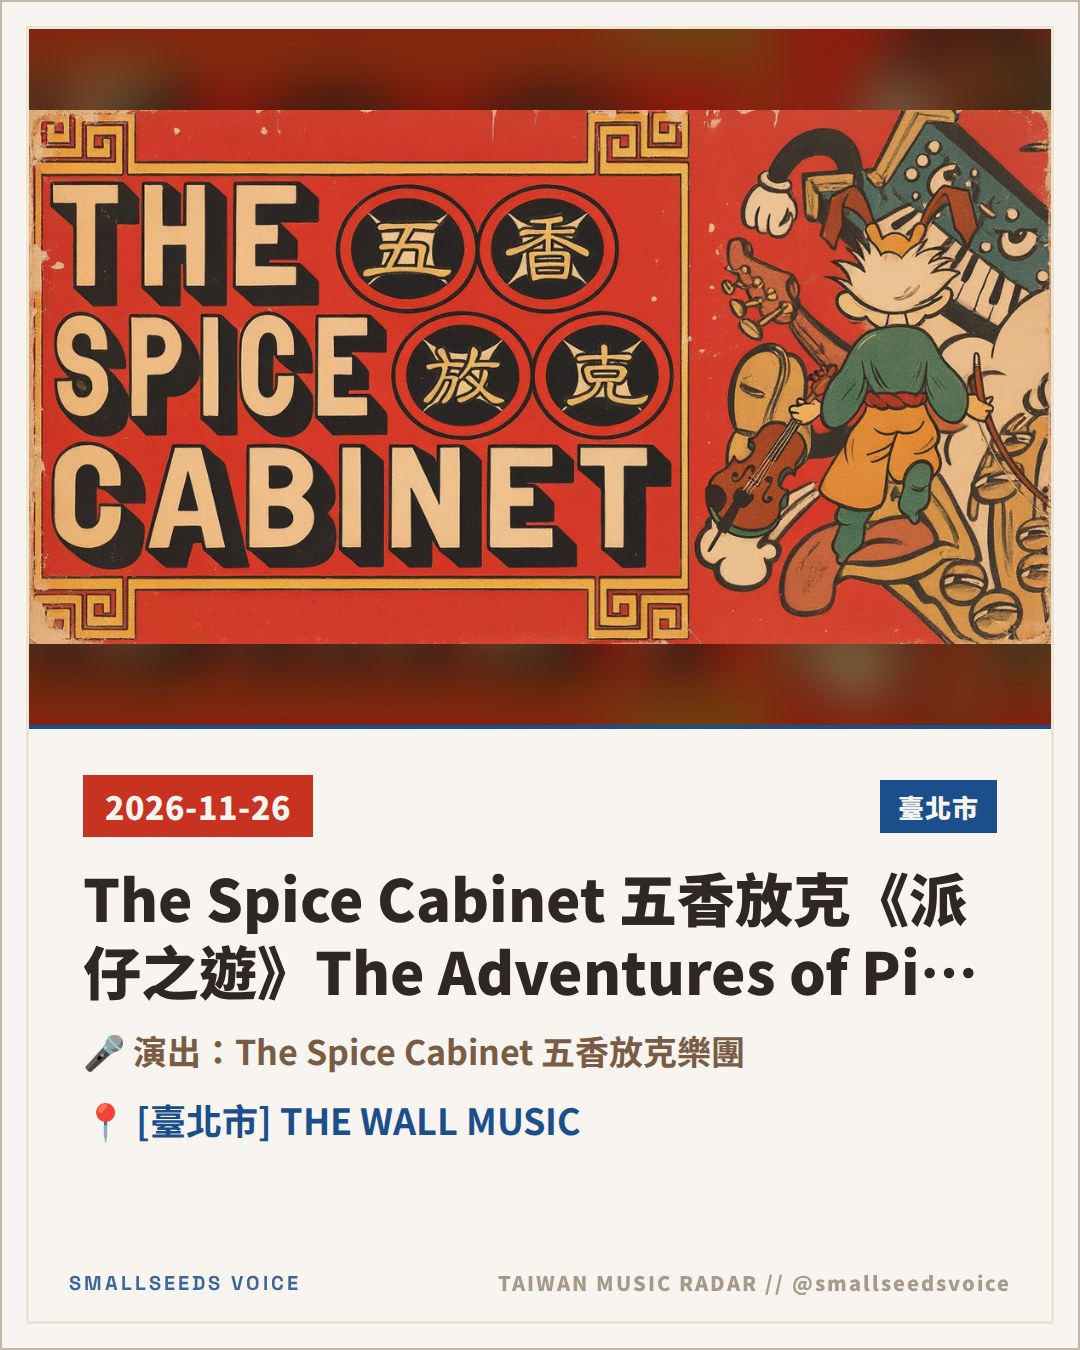 THE 五香
SPICE 放克
CABINET
2026-11-26
臺北市
The Spice Cabinet 五香放克《派
仔之遊》The Adventures of Pi…
🎤 演出：The Spice Cabinet 五香放克樂團
📍 [臺北市] THE WALL MUSIC
SMALLSEEDS VOICE
TAIWAN MUSIC RADAR // @smallseedsvoice